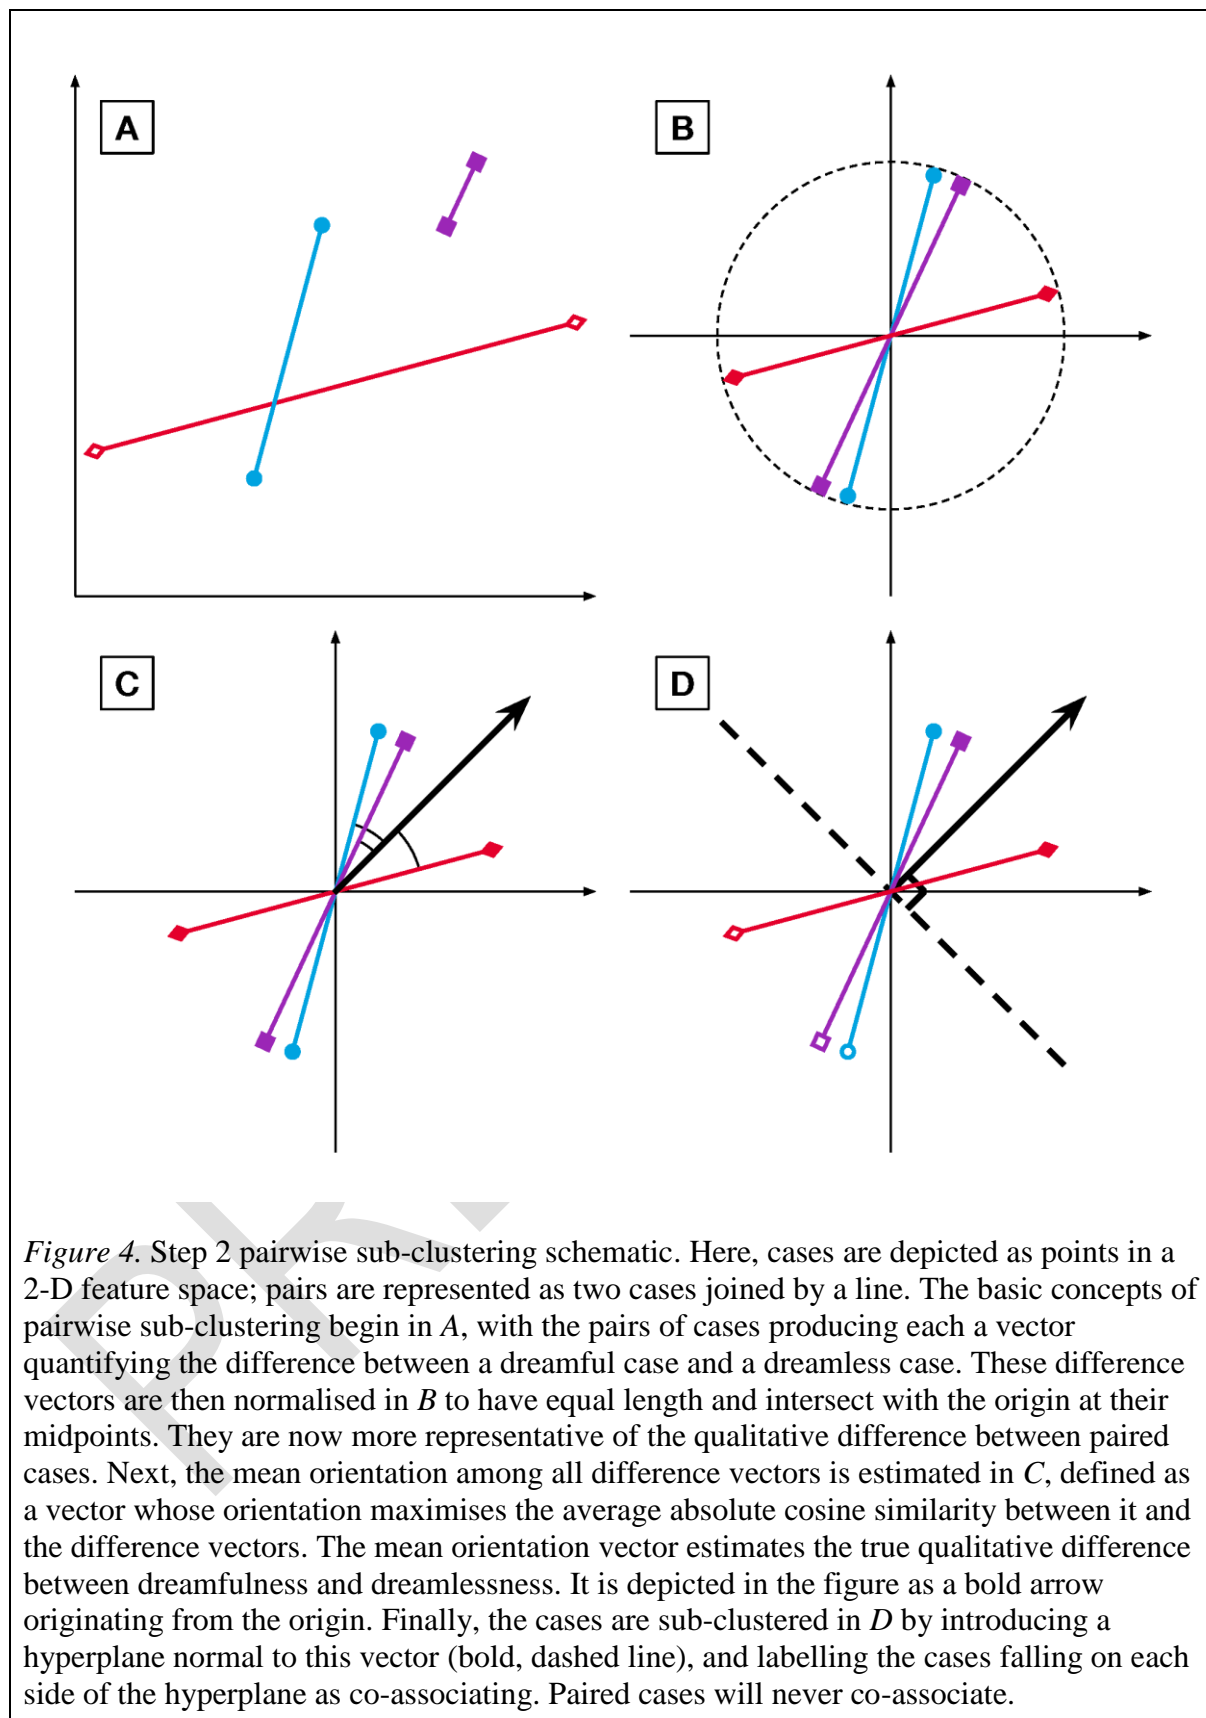 A
B
C
D
Figure 4. Step 2 pairwise sub-clustering schematic. Here, cases are depicted as points in a
2-D feature space; pairs are represented as two cases joined by a line. The basic concepts of
pairwise sub-clustering begin in A, with the pairs of cases producing each a vector
quantifying the difference between a dreamful case and a dreamless case. These difference
vectors are then normalised in B to have equal length and intersect with the origin at their
midpoints. They are now more representative of the qualitative difference between paired
cases. Next, the mean orientation among all difference vectors is estimated in C, defined as
a vector whose orientation maximises the average absolute cosine similarity between it and
the difference vectors. The mean orientation vector estimates the true qualitative difference
between dreamfulness and dreamlessness. It is depicted in the figure as a bold arrow
originating from the origin. Finally, the cases are sub-clustered in D by introducing a
hyperplane normal to this vector (bold, dashed line), and labelling the cases falling on each
side of the hyperplane as co-associating. Paired cases will never co-associate.